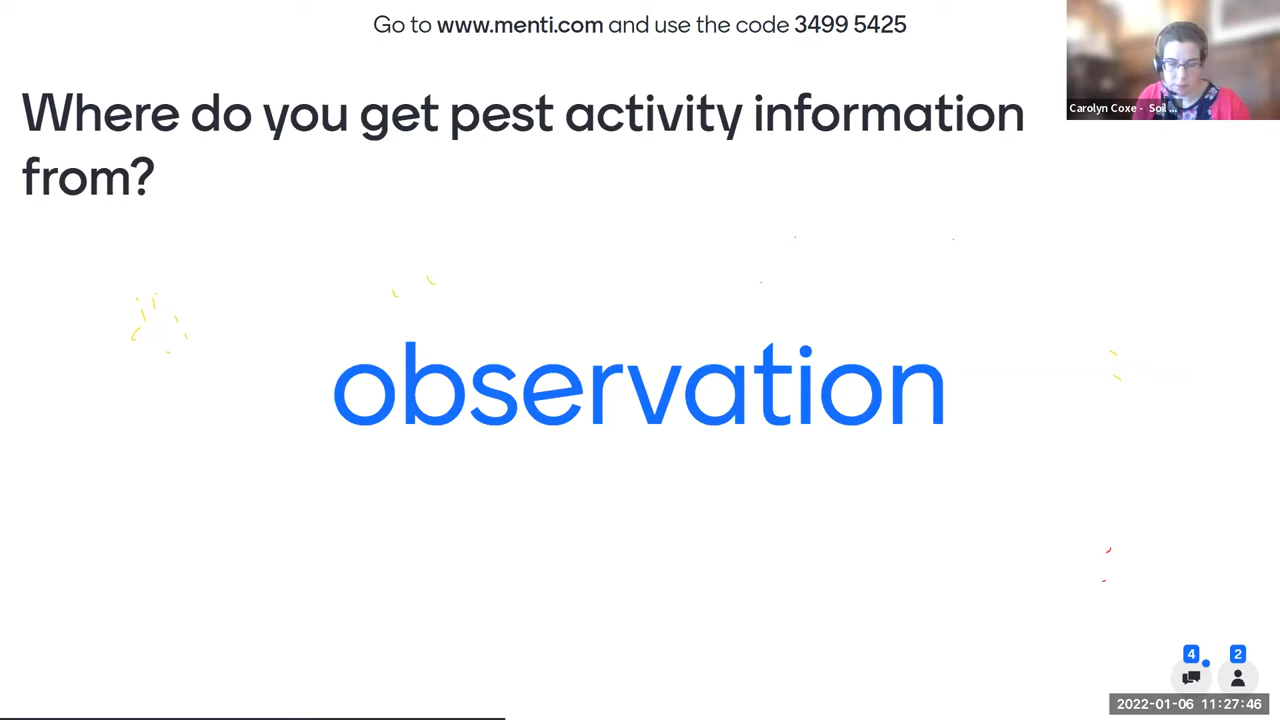 Go to www.menti.com and use the code 3499 5425
Carolyn Coxe - Soil ...
Where do you get pest activity information
from?
observation
4
2
2022-01-06 11:27:46